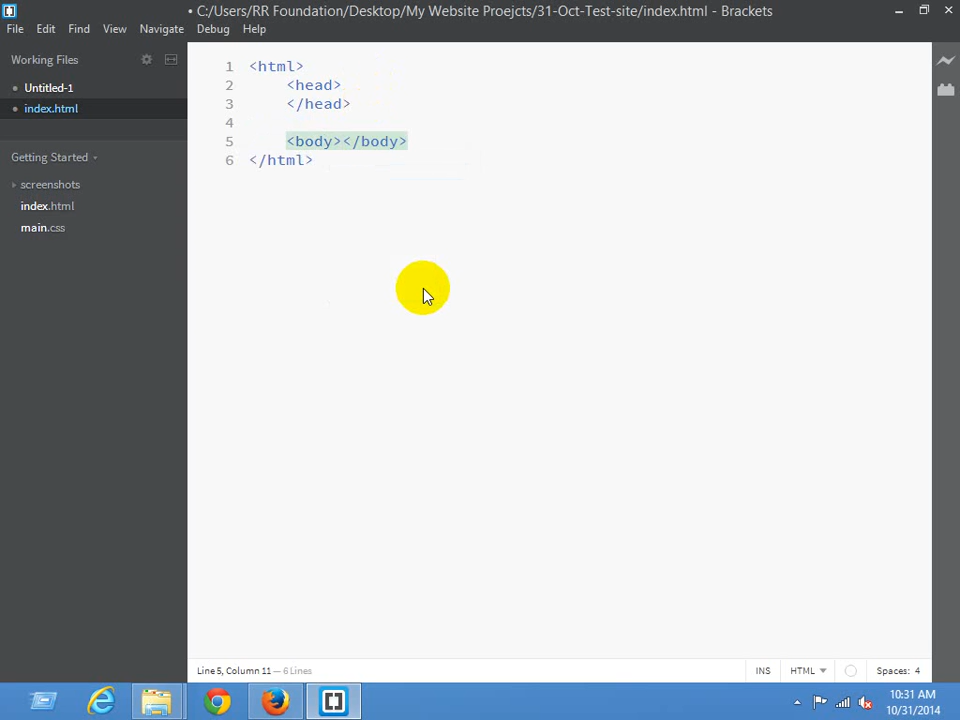 • C:/Users/RR Foundation/Desktop/My Website Proejcts/31-Oct-Test-site/index.html - Brackets
File Edit Find View Navigate Debug Help
Working Files
Untitled-1
index.html
Getting Started
screenshots
index.html
main.css
1 <html>
2 <head>
3 </head>
4
5 <body></body>
6 </html>
Line 5, Column 11 — 6 Lines
INS HTML Spaces: 4
10:31 AM
10/31/2014